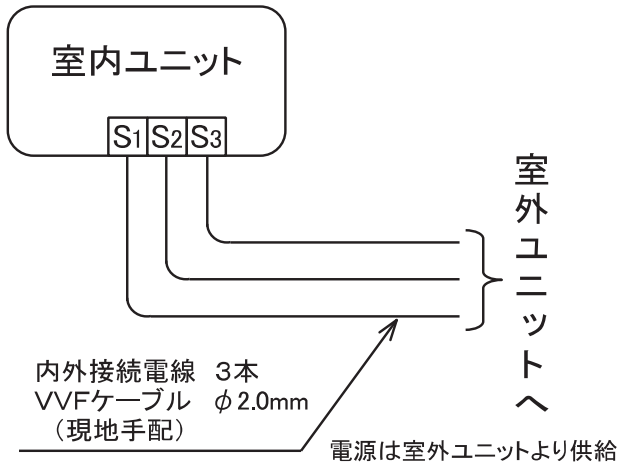 室内ユニット
S1 S2 S3
室外ユニットへ
内外接続電線 3本
VVFケーブル φ2.0mm
(現地手配)
電源は室外ユニットより供給